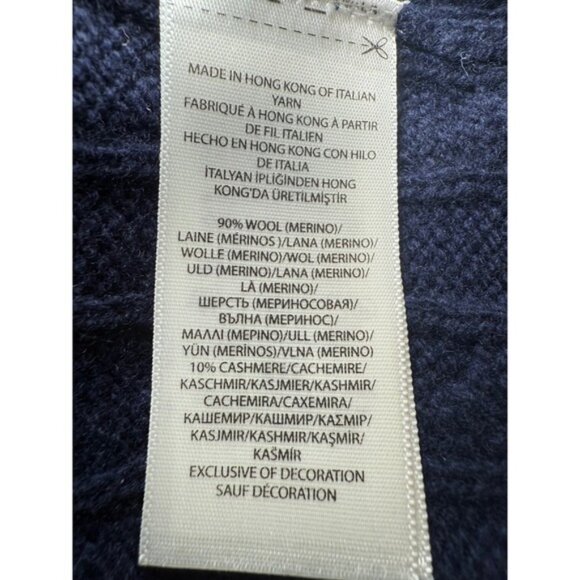 MADE IN HONG KONG OF ITALIAN
YARN
FABRIQUÉ À HONG KONG À PARTIR
DE FIL ITALIEN
HECHO EN HONG KONG CON HILO
DE ITALIA
İTALYAN İPLİĞİNDEN HONG
KONG'DA ÜRETİLMİŞTİR
90% WOOL (MERINO)/
LAINE (MÉRINOS )/LANA (MERINO)/
WOLLE (MERINO)/WOL (MERINO)/
ULD (MERINO)/LANA (MERINO)/
LÃ (MERINO)/
ШЕРСТЬ (МЕРИНОСОВАЯ)/
ВЪЛНА (МЕРИНОС)/
ΜΑΛΛΙ (ΜΕΡΙΝΟ)/ULL (MERINO)/
YÜN (MERİNOS)/VLNA (MERINO)
10% CASHMERE/CACHEMIRE/
KASCHMIR/KASJMIER/KASHMIR/
CACHEMIRA/CAXEMIRA/
КАШЕМИР/КАШМИР/ΚΑΣΜΙΡ/
KASJMIR/KASHMIR/KAŞMİR/
KAŠMÍR
EXCLUSIVE OF DECORATION
SAUF DÉCORATION